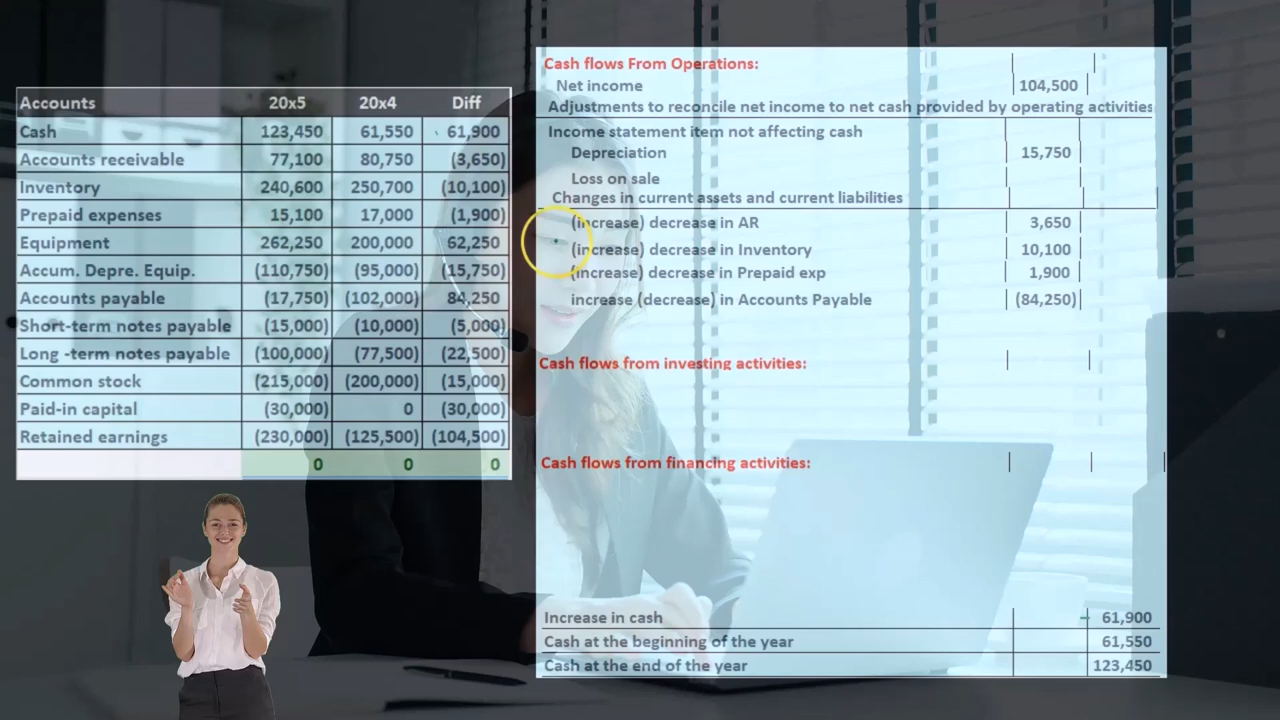 Accounts 20x5 20x4 Diff
Cash 123,450 61,550 61,900
Accounts receivable 77,100 80,750 (3,650)
Inventory 240,600 250,700 (10,100)
Prepaid expenses 15,100 17,000 (1,900)
Equipment 262,250 200,000 62,250
Accum. Depre. Equip. (110,750) (95,000) (15,750)
Accounts payable (17,750) (102,000) 84,250
Short-term notes payable (15,000) (10,000) (5,000)
Long -term notes payable (100,000) (77,500) (22,500)
Common stock (215,000) (200,000) (15,000)
Paid-in capital (30,000) 0 (30,000)
Retained earnings (230,000) (125,500) (104,500)
0 0 0
Cash flows From Operations:
Net income 104,500
Adjustments to reconcile net income to net cash provided by operating activities
Income statement item not affecting cash
Depreciation 15,750
Loss on sale
Changes in current assets and current liabilities
(increase) decrease in AR 3,650
(increase) decrease in Inventory 10,100
(increase) decrease in Prepaid exp 1,900
increase (decrease) in Accounts Payable (84,250)
Cash flows from investing activities:
Cash flows from financing activities:
Increase in cash 61,900
Cash at the beginning of the year 61,550
Cash at the end of the year 123,450